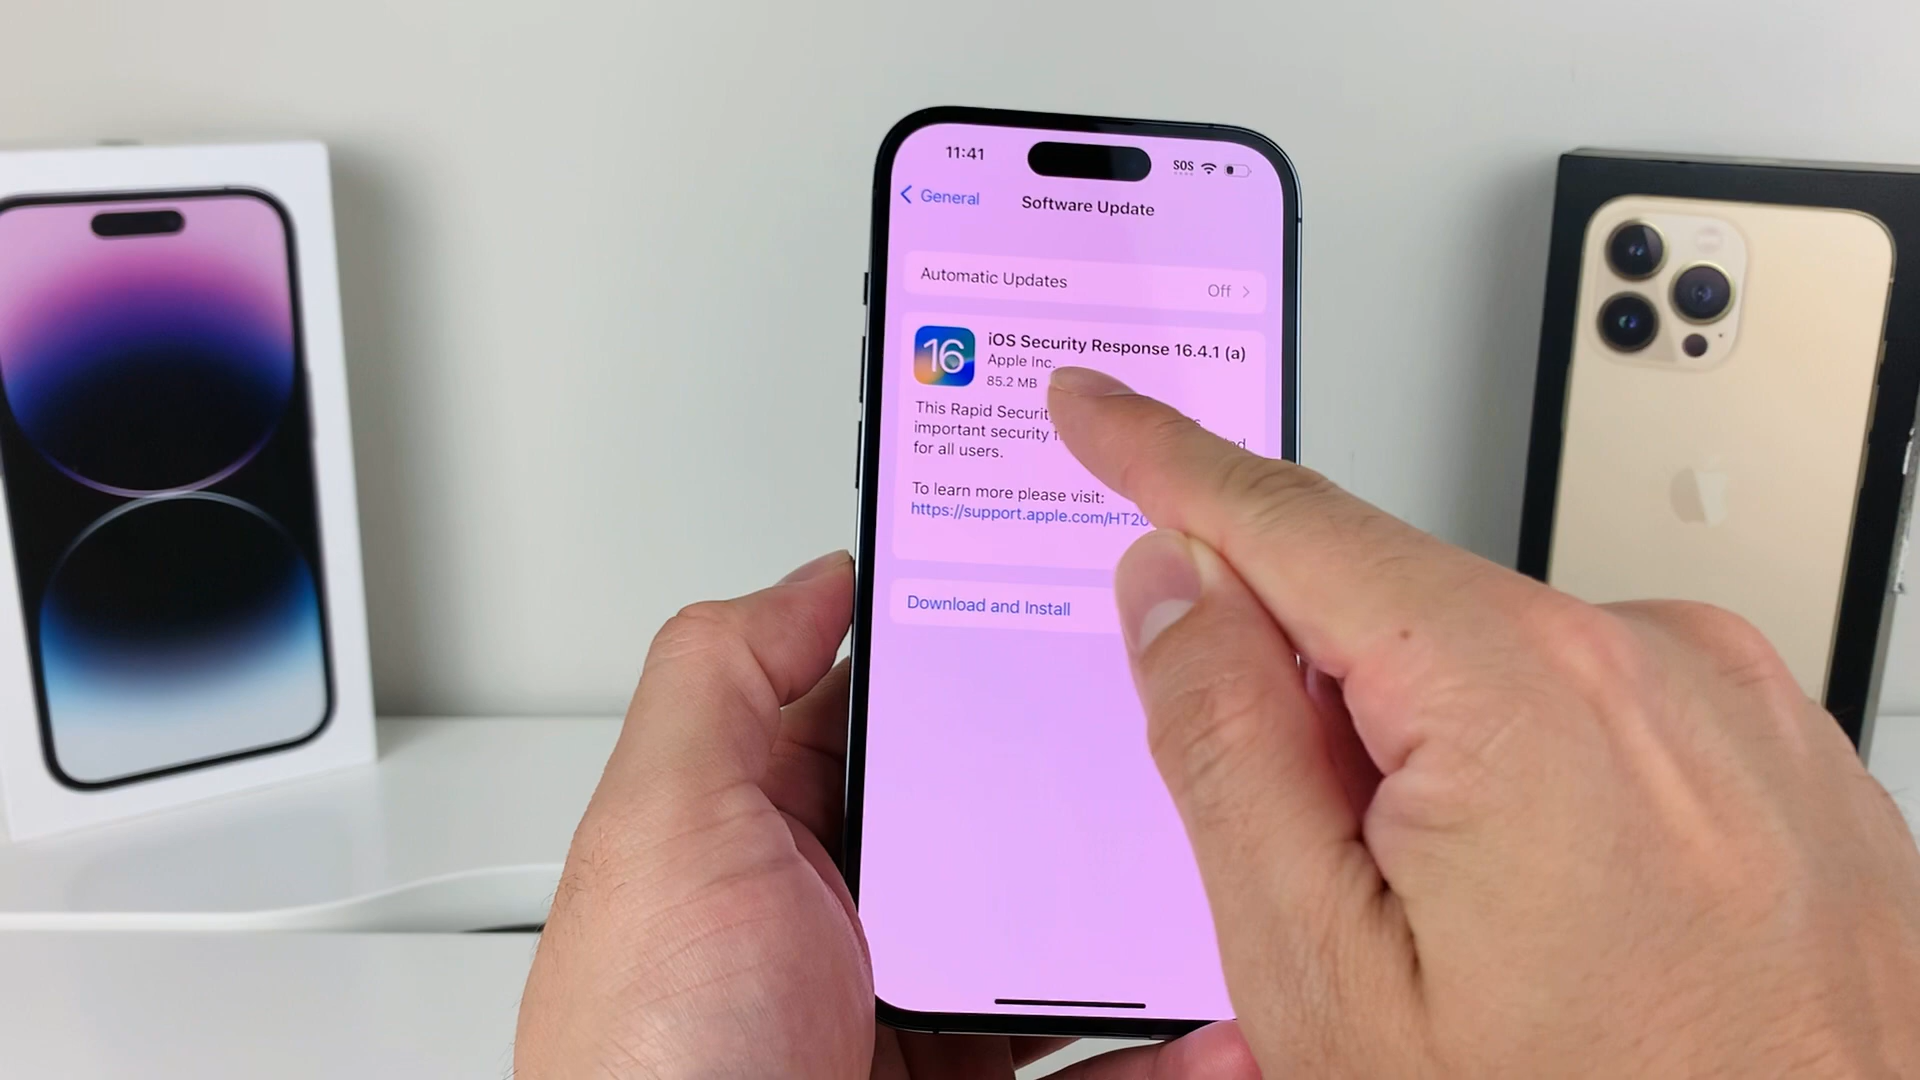 11:41
SOS
General
Software Update
Automatic Updates
Off
16
iOS Security Response 16.4.1 (a)
Apple Inc.
85.2 MB
This Rapid Securit
important security
for all users.
To learn more please visit:
https://support.apple.com/HT20
Download and Install